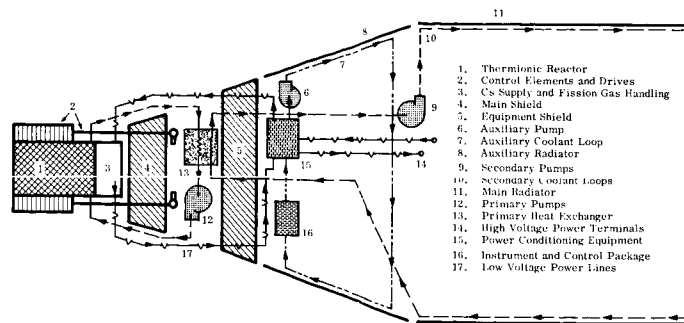 1. Thermionic Reactor
2. Control Elements and Drives
3. Cs Supply and Fission Gas Handling
4. Main Shield
5. Equipment Shield
6. Auxiliary Pump
7. Auxiliary Coolant Loop
8. Auxiliary Radiator
9. Secondary Pumps
10. Secondary Coolant Loops
11. Main Radiator
12. Primary Pumps
13. Primary Heat Exchanger
14. High Voltage Power Terminals
15. Power Conditioning Equipment
16. Instrument and Control Package
17. Low Voltage Power Lines
11
8
10
7
2
6
9
1
3
4
13
5
15
14
12
16
17